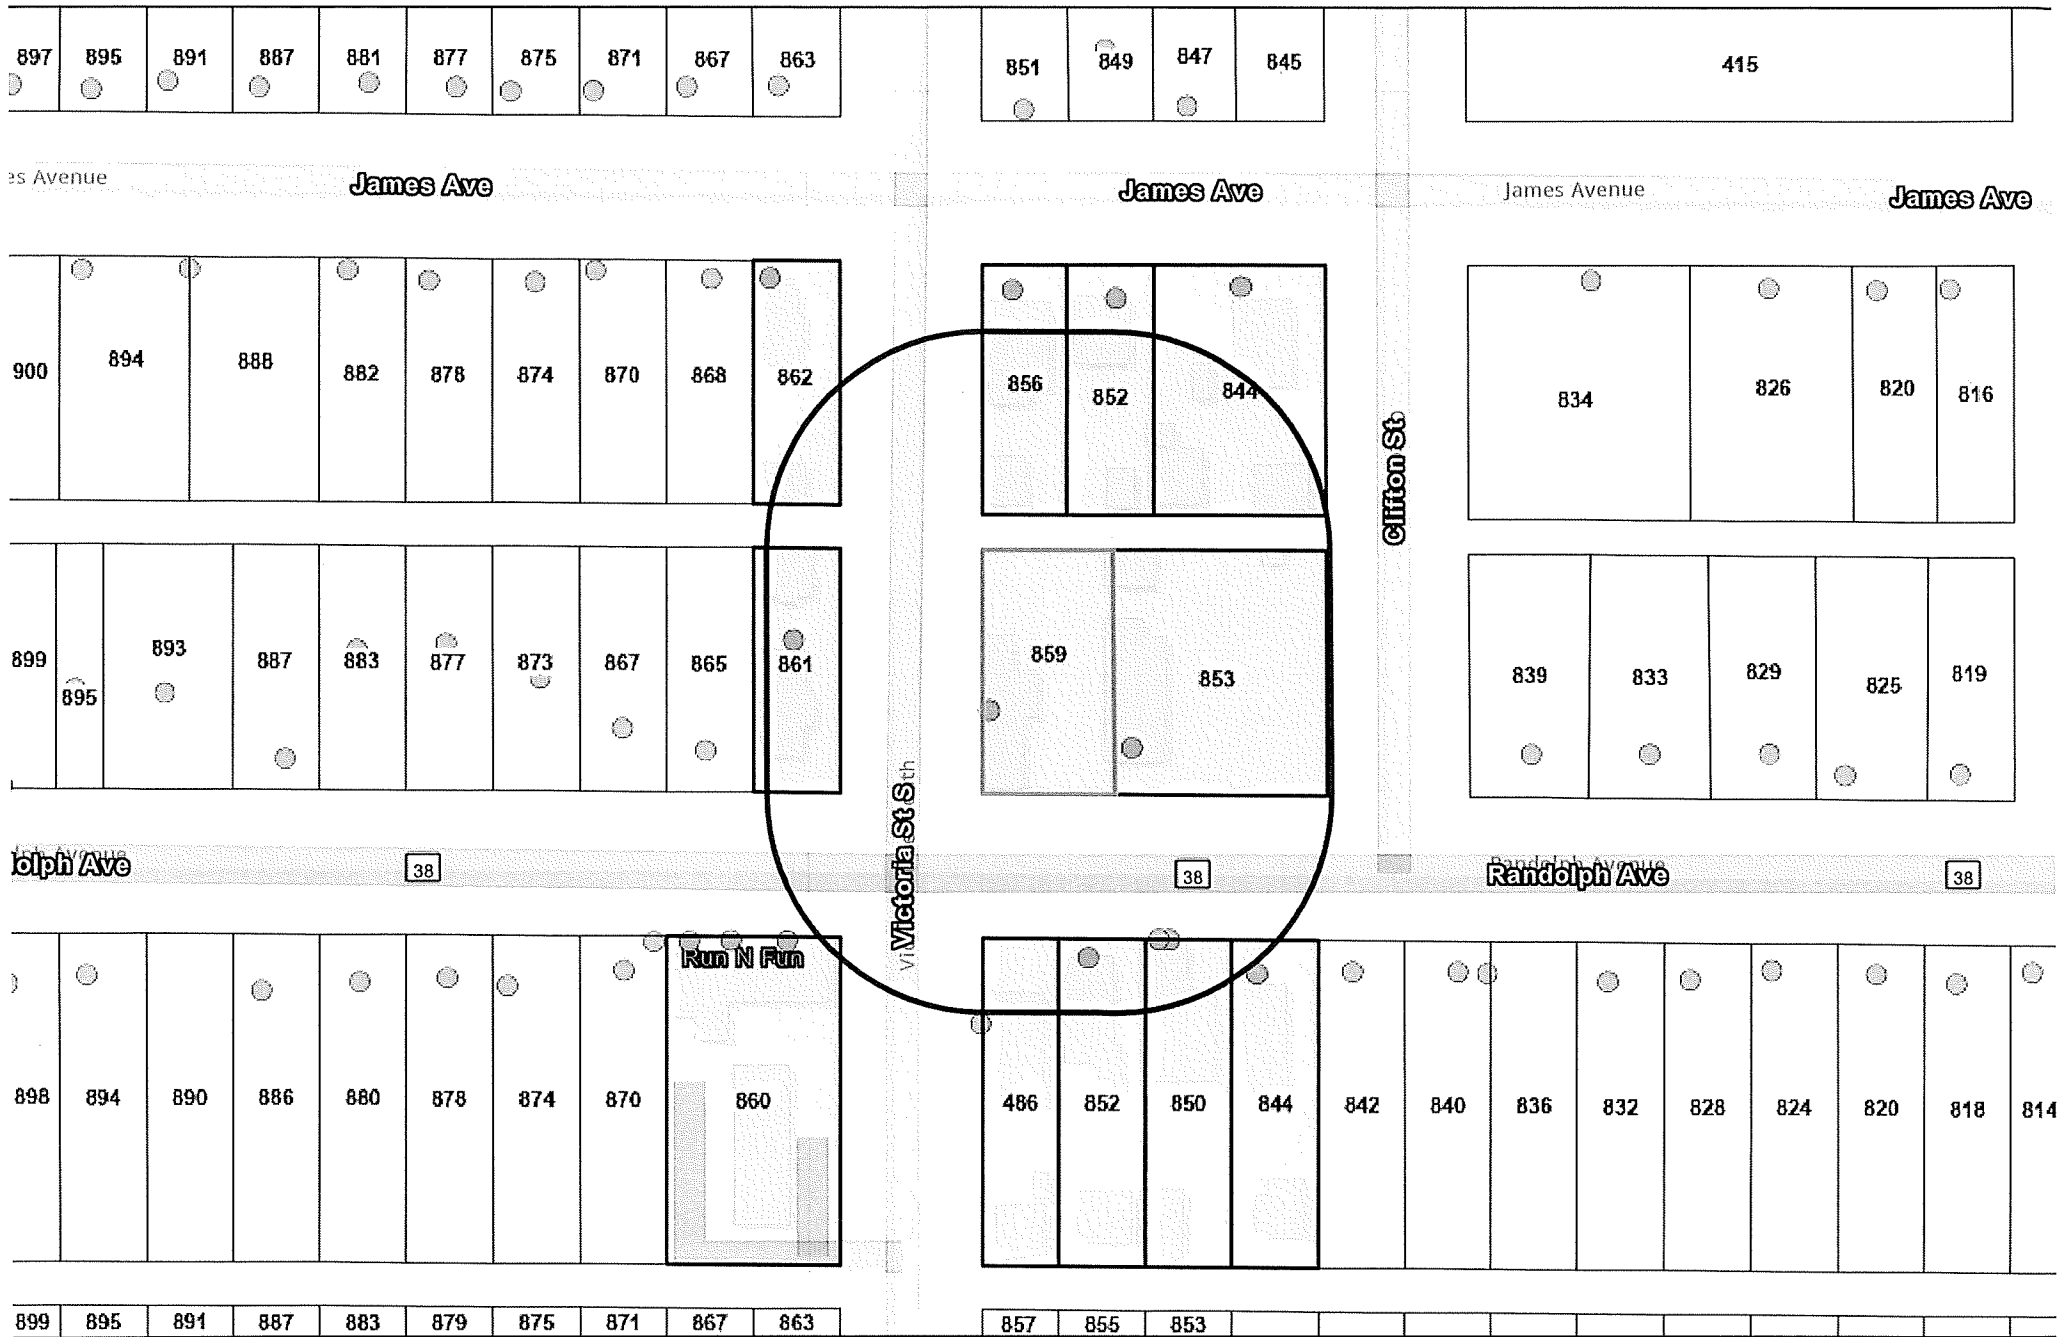 897 895 891 887 881 877 875 871 867 863 851 849 847 845 415
es Avenue James Ave James Ave James Avenue James Ave
900 894 888 882 878 874 870 868 862 856 852 844 834 826 820 816
Clifton St.
899 895 893 887 883 877 873 867 865 861 859 853 839 833 829 825 819
Victoria St S
th
olph Ave 38 38 Randolph Avenue
Randolph Ave 38
Run N Fun
898 894 890 886 880 878 874 870 860 486 852 850 844 842 840 836 832 828 824 820 818 814
899 895 891 887 883 879 875 871 867 863 857 855 853